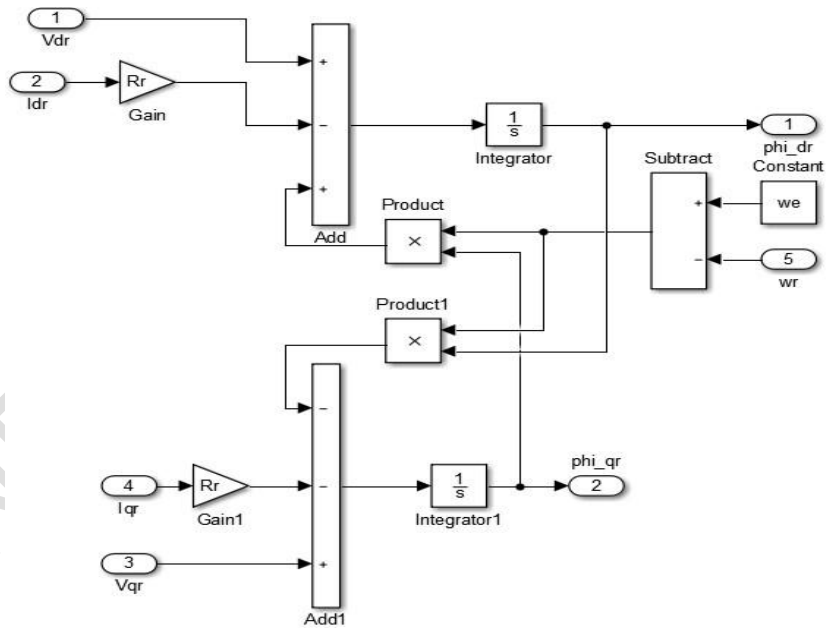 1
Vdr
2
Idr
Rr
Gain
+
−
+
Add
1
s
Integrator
1
phi_dr
Constant
Subtract
+
−
we
5
wr
Product
×
Product1
×
−
−
+
Add1
4
Iqr
Rr
Gain1
3
Vqr
1
s
Integrator1
phi_qr
2